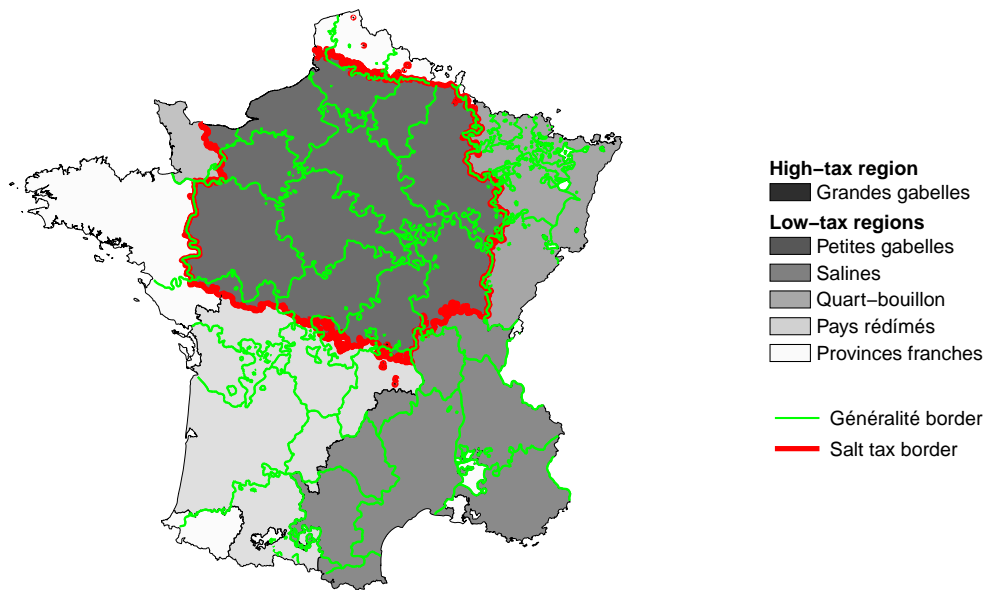 High−tax region
Grandes gabelles
Low−tax regions
Petites gabelles
Salines
Quart−bouillon
Pays rédímés
Provinces franches
Généralité border
Salt tax border